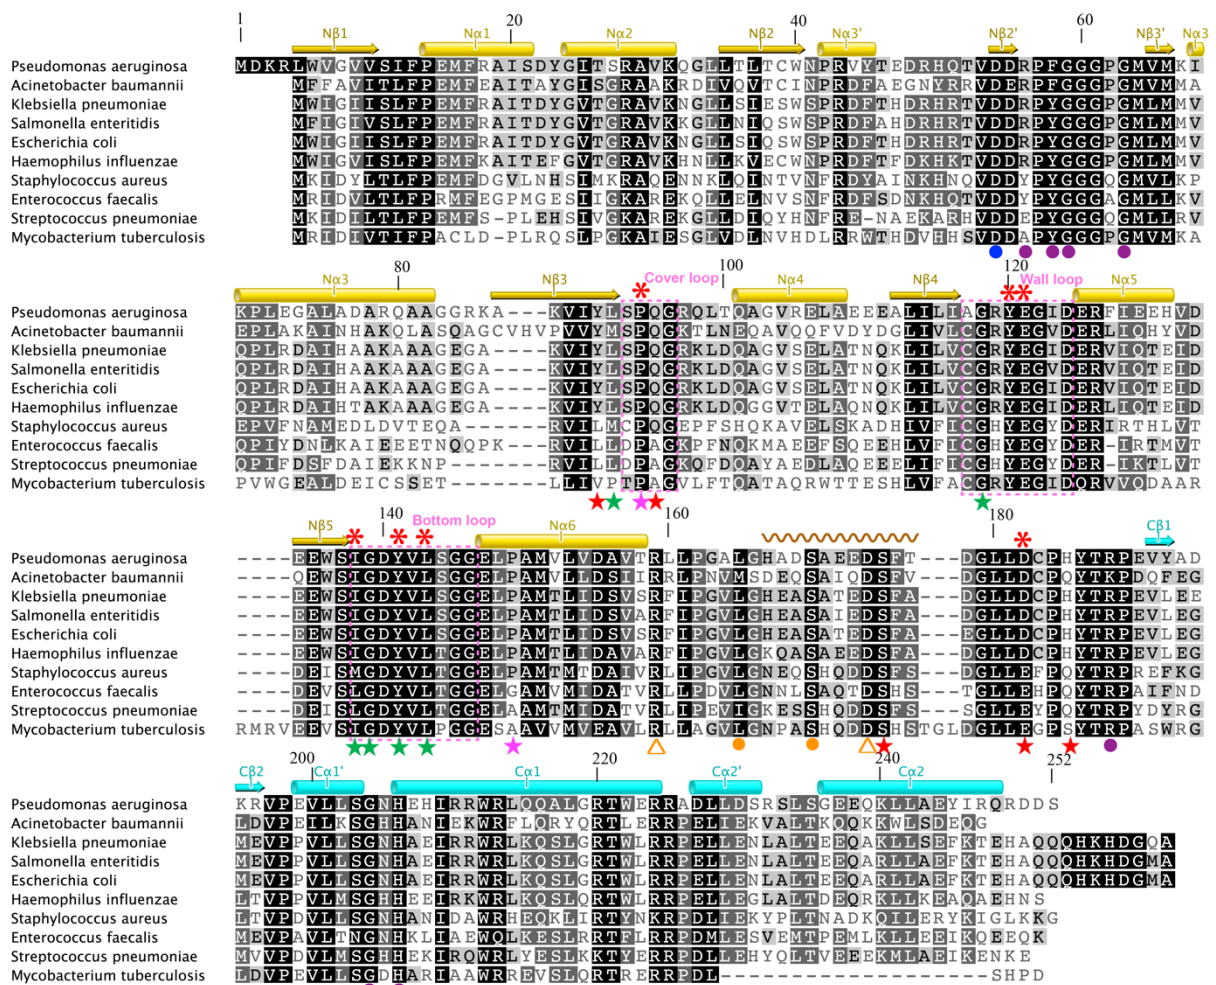 1 20 40 60
Nβ1 Nα1 Nα2 Nβ2 Nα3' Nβ2' Nβ3' Nα3
Pseudomonas aeruginosa MDKRLWVGVVSIFPEMFRAISDYGITSRAVKQGLLTLTCWNPRVYTEDRHQTVDDRPFGGGPGMVMKI
Acinetobacter baumannii MFFAVITLFPEMFEAITAYGISGRAAKRDIVQVTCINPRDFAEGNYRRVDERPFGGGPGMVMMA
Klebsiella pneumoniae MWIGIISLFPEMFRAITDYGVTGRAVKNGLLSIESWSPRDFTHDRHRTVDDRPYGGGPGMLMMV
Salmonella enteritidis MFIGIVSLFPEMFRAITDYGVTGRAVKKGLLNIQSWSPRDFAHDRHRTVDDRPYGGGPGMLMMV
Escherichia coli MWIGIISLFPEMFRAITDYGVTGRAVKNGLLSIQSWSPRDFTHDRHRTVDDRPYGGGPGMLMMV
Haemophilus influenzae MWIGVISLFPEMFKAITEFGVTGRAVKHNLLKVECWNPRDFTFDKHKTVDDRPYGGGPGMLMMV
Staphylococcus aureus MKIDYLTLFPEMFDGVLNHSIMKRAQENNKLQINTVNFRDYAINKHNQVDDYPYGGGQGMVLKP
Enterococcus faecalis MRIDVLTLFPRMFEGPMGESIIGKAREKQLLELNVSNFRDFSDNKHQTVDDYPYGGGAGMLLKV
Streptococcus pneumoniae MKIDILTLFPEMFS-PLEHSIVGKAREKGLLDIQYHNFRE-NAEKARHVDDEPYGGGQGMLLRV
Mycobacterium tuberculosis MRIDIVTIFPACLD-PLRQSLPGKAIESGLVDLNVHDLRRWTHDVHHSVDDAPYGGGPGMVMKA
80 100 120
Nα3 Nβ3 Cover loop Nα4 Nβ4 Wall loop Nα5
Pseudomonas aeruginosa KPLEGALADARQAAGGRKA----KVIYLSPQGRQLTQAGVRELAEEEALILIAGRYEGIDERFIEEHVD
Acinetobacter baumannii EPLAKAINHAKQLASQAGCVHVPVVYMSPQGKTLNEQAVQQFVDYDGLIVLCGRYEGVDERLIQHYVD
Klebsiella pneumoniae QPLRDAIHAAKAAAGEGA----KVIYLSPQGRKLDQAGVSELATNQKLILVCGRYEGIDERVIQTEID
Salmonella enteritidis QPLRDAIHAAKAAAGEGA----KVIYLSPQGRKLDQAGVSELATNQKLILVCGRYEGVDERVIQTEID
Escherichia coli QPLRDAIHAAKAAAGEGA----KVIYLSPQGRKLDQAGVSELATNQKLILVCGRYEGIDERVIQTEID
Haemophilus influenzae QPLRDAIHTAKAAAGEGA----KVIYLSPQGRKLDQGGVTELAQNQKLILVCGRYEGIDERLIQTEID
Staphylococcus aureus EPVFNAMEDLDVTEQA------RVILMCPQGEPFSHQKAVELSKADHIVFICGHYEGYDERIRTHLVT
Enterococcus faecalis QPIYDNLKAIEEETNQQPK---RVILLDPAGKPFNQKMAEEFSQEEHLVFICGHYEGYDER-IRTMVT
Streptococcus pneumoniae QPIFDSFDAIEKKNP-------RVILLDPAGKQFDQAYAEDLAQEEELIFICGHYEGYDER-IKTLVT
Mycobacterium tuberculosis PVWGEALDEICSSET-------LLIVPTPAGVLFTQATAQRWTTESHLVFACGRYEGIDQRVVQDAAR
140 160 180
Nβ5 Bottom loop Nα6 Cβ1
Pseudomonas aeruginosa ----EEWSIGDYVLSGGELPAMVLVDAVTRLLPGALGHADSAEEDSFT---DGLLDCPHYTRPEVYAD
Acinetobacter baumannii ----QEWSIGDYVLSGGELPAMVLLDSIIRRLPNVMSDEQSAIQDSFV---DGLLDCPQYTKPDQFEG
Klebsiella pneumoniae ----EEWSIGDYVLSGGELPAMTLIDSVSRFIPGVLGHEASATEDSFA---DGLLDCPHYTRPEVLEE
Salmonella enteritidis ----EEWSIGDYVLSGGELPAMTLIDSVARFIPGVLGHEASAIEDSFA---DGLLDCPHYTRPEVLEG
Escherichia coli ----EEWSIGDYVLSGGELPAMTLIDSVSRFIPGVLGHEASATEDSFA---EGLLDCPHYTRPEVLEG
Haemophilus influenzae ----EEWSIGDYVLTGGELPAMTLIDAVARFIPGVLGKQASAEEDSFA---DGLLDCPHYTRPEVLEG
Staphylococcus aureus ----DEISMGDYVLTGGELPAMTMTDAIVRLIPGVLGNEQSHQDDSFS---DGLLEFPQYTRPREFKG
Enterococcus faecalis ----DEVSLGDYVLTGGELGAMVMIDATVRLLPDVLGNNLSAQTDSHS---TGLLEYPQYTRPAIFND
Streptococcus pneumoniae ----DEISLGDYVLTGGELAAMTMIDATVRLIPEVIGKESSHQDDSFS---SGLLEYPQYTRPYDYRG
Mycobacterium tuberculosis RMRVEEVSIGDYVLPGGESAAVVMVEAVLRLLPGVLGNPASHQDDSHSTGLDGLLEGPSYTRPASWRG
200 220 240 252
Cβ2 Cα1' Cα1 Cα2' Cα2
Pseudomonas aeruginosa KRVPEVLLSGNHEHIRRWRLQQALGRTWERRADLLDSRSLSGEEQKLLAEYIRQRDDS
Acinetobacter baumannii LDVPEILKSGHHANIEKWRFLQRYQRTLERRPELIEKVALTKQQKKWLSDEQG
Klebsiella pneumoniae MEVPPVLLSGNHAEIRRWRLKQSLGRTWLRRPELLENLALTEEQAKLLSEFKTEHAQQQHKHDGQA
Salmonella enteritidis MEVPPVLLSGNHAEIRRWRLKQSLGRTWLRRPELLENLALTEEQARLLAEFKTEHAQQQHKHDGMA
Escherichia coli MEVPPVLLSGNHAEIRRWRLKQSLGRTWLRRPELLENLALTEEQARLLAEFKTEHAQQQHKHDGMA
Haemophilus influenzae LTVPPVLMSGHHEEIRKWRLKQSLQRTWLRRPELLEGLALTDEQRKLLKEAQAEHNS
Staphylococcus aureus LTVPDVLLSGNHANIDAWRHEQKLIRTYNKRPDLIEKYPLTNADKQILERYKIGLKKG
Enterococcus faecalis MEVPAVLTNGNHKLIAEWQLKESLRRTFLRRPDMLESVEMTPEMLKLLEEIKQEEQK
Streptococcus pneumoniae MVVPDVLMSGHHEKIRQWRLYESLKKTYERRPDLLEHYQLTVEEEKMLAEIKENKE
Mycobacterium tuberculosis LDVPEVLLSGDHARIAAWRREVSLQRTRERRPDL----------------SHPD